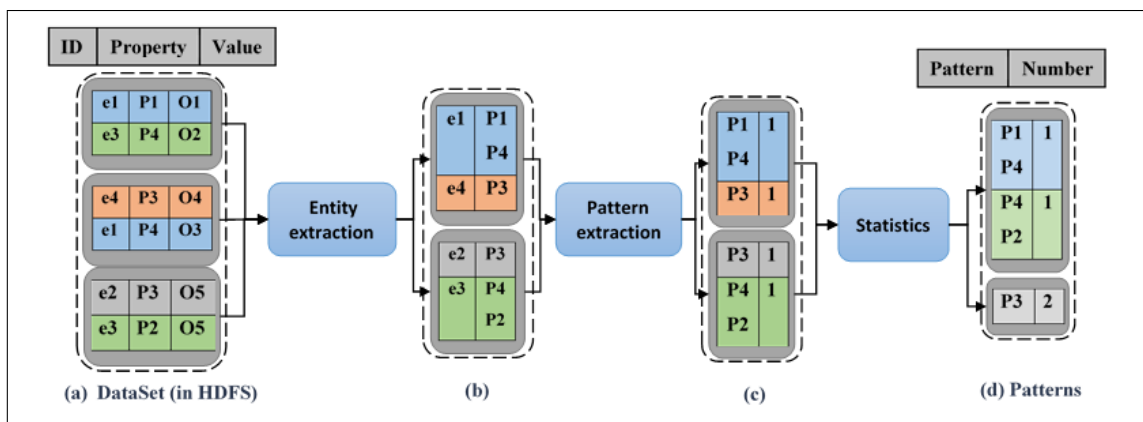 ID Property Value
e1 P1 O1
e3 P4 O2
e4 P3 O4
e1 P4 O3
e2 P3 O5
e3 P2 O5
(a) DataSet (in HDFS)
Entity
extraction
e1 P1
P4
e4 P3
e2 P3
e3 P4
P2
(b)
Pattern
extraction
P1 1
P4
P3 1
P3 1
P4 1
P2
(c)
Statistics
Pattern Number
P1 1
P4
P4 1
P2
P3 2
(d) Patterns